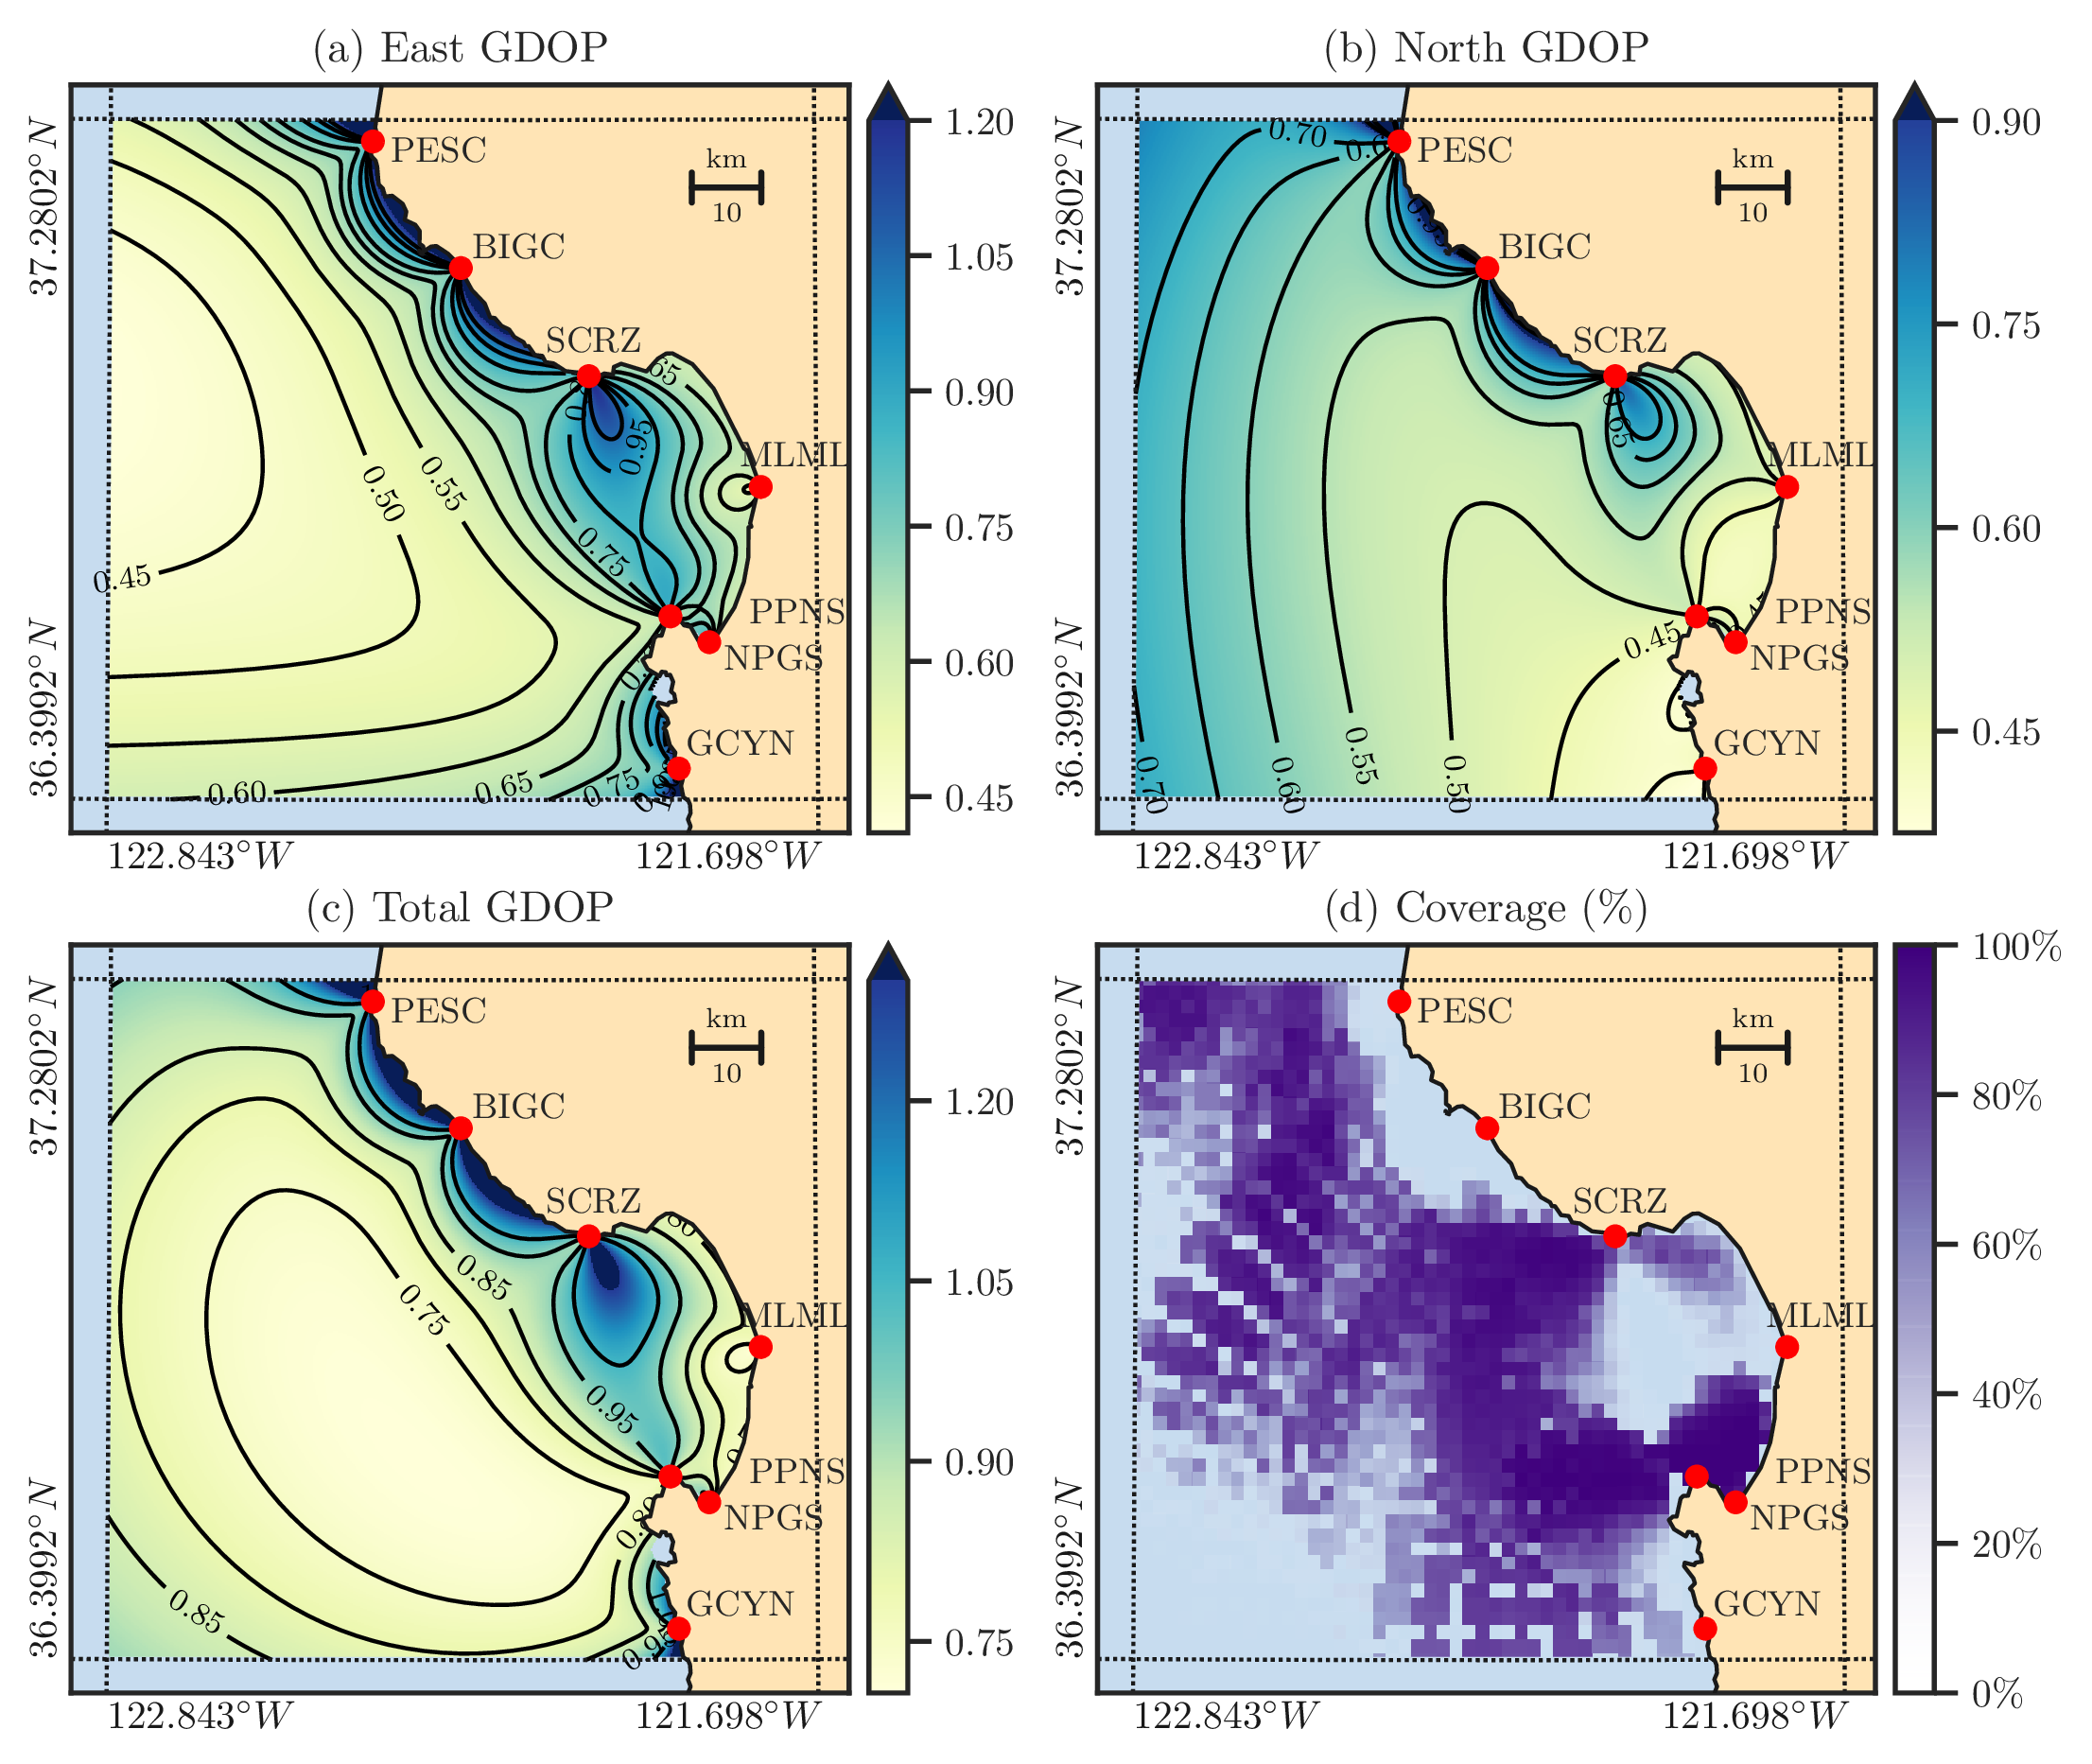 (a) East GDOP
37.2802°N
36.3992°N
122.843°W
121.698°W
PESC
BIGC
SCRZ
MLML
PPNS
NPGS
GCYN
km
10
0.45
0.50
0.55
0.60
0.65
0.75
0.75
0.95
65
1.20
1.05
0.90
0.75
0.60
0.45
(b) North GDOP
37.2802°N
36.3992°N
122.843°W
121.698°W
PESC
BIGC
SCRZ
MLML
PPNS
NPGS
GCYN
km
10
0.70
0.65
0.45
0.55
0.50
0.60
0.70
0.90
0.75
0.60
0.45
(c) Total GDOP
37.2802°N
36.3992°N
122.843°W
121.698°W
PESC
BIGC
SCRZ
MLML
PPNS
NPGS
GCYN
km
10
0.85
0.75
0.95
0.85
0.95
1.20
1.05
0.90
0.75
(d) Coverage (%)
37.2802°N
36.3992°N
122.843°W
121.698°W
PESC
BIGC
SCRZ
MLML
PPNS
NPGS
GCYN
km
10
100%
80%
60%
40%
20%
0%